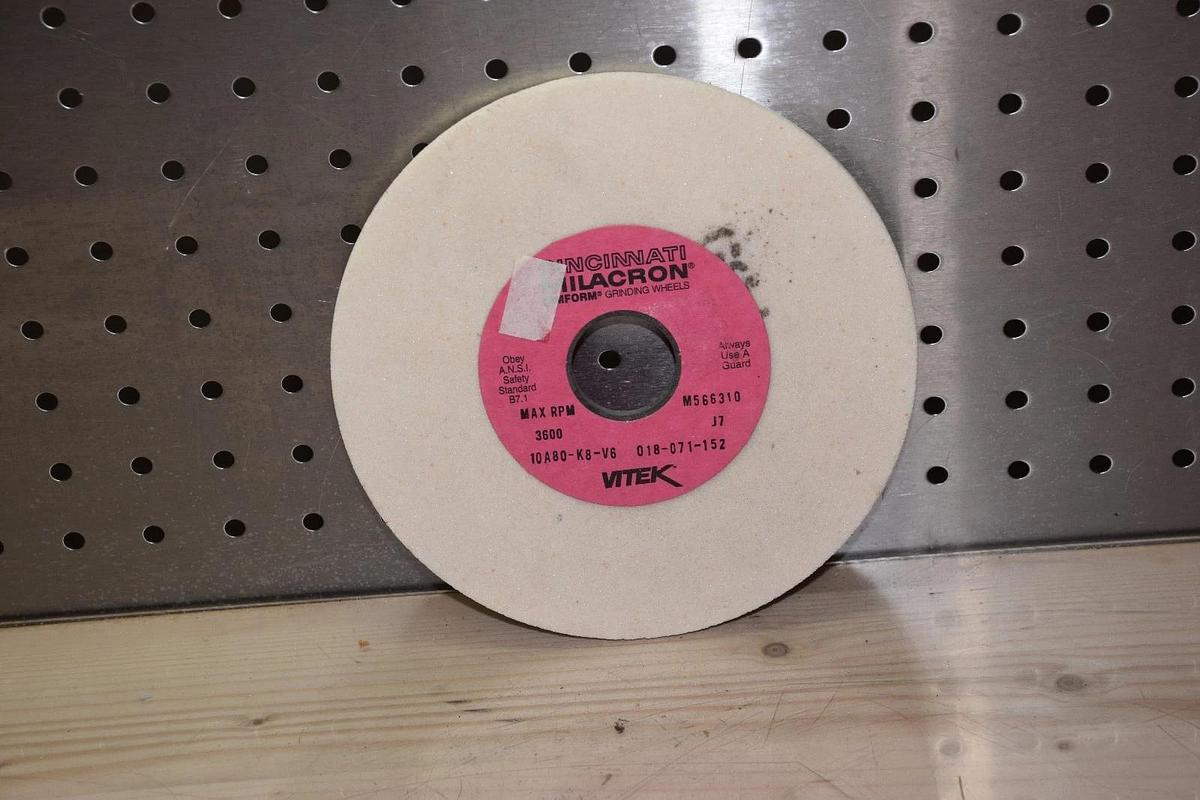 INCINNATI
ILACRON®
MFORM® GRINDING WHEELS
Obey
A.N.S.I.
Safety
Standard
B7.1
Always
Use A
Guard
MAX RPM
3600
M566310
J7
10A80-K8-V6 018-071-152
VITEK